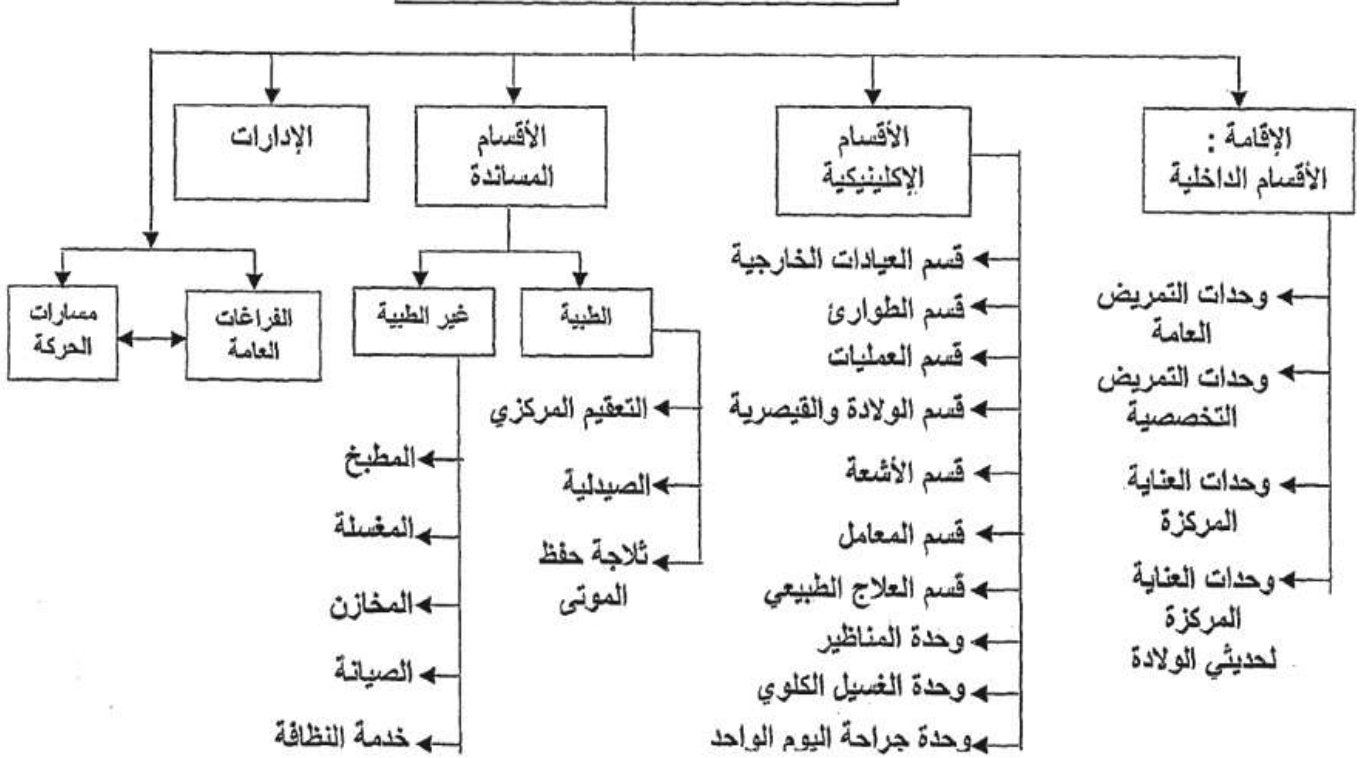 الإقامة :
الأقسام الداخلية
وحدات التمريض
العامة
وحدات التمريض
التخصصية
وحدات العناية
المركزة
وحدات العناية
المركزة
لحديثي الولادة
الأقسام
الإكلينيكية
قسم العيادات الخارجية
قسم الطوارئ
قسم العمليات
قسم الولادة والقيصرية
قسم الأشعة
قسم المعامل
قسم العلاج الطبيعي
وحدة المناظير
وحدة الغسيل الكلوي
وحدة جراحة اليوم الواحد
الأقسام
المساندة
الطبية
التعقيم المركزي
الصيدلية
ثلاجة حفظ
الموتى
غير الطبية
المطبخ
المغسلة
المخازن
الصيانة
خدمة النظافة
الإدارات
الفراغات
العامة
مسارات
الحركة